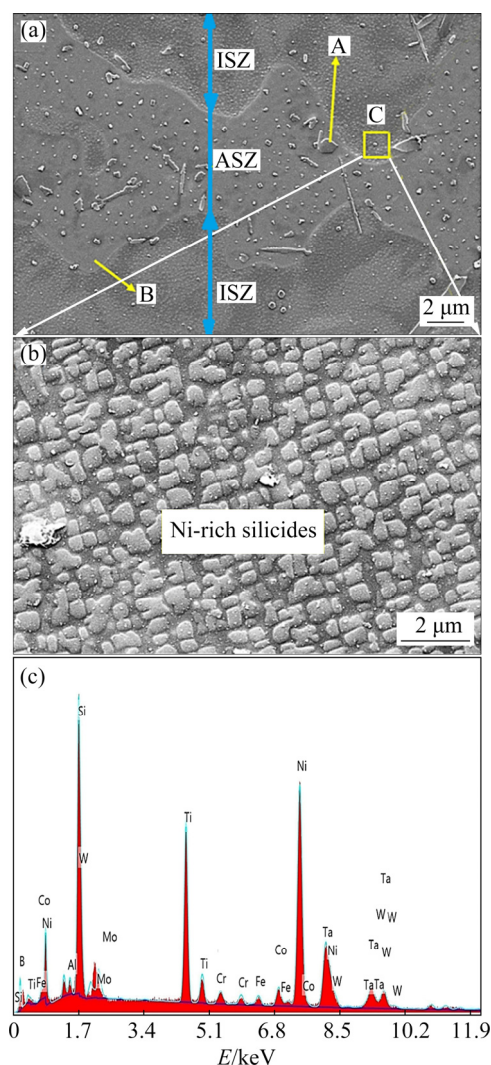 (a)
A
ISZ
C
ASZ
B
ISZ
2 μm
(b)
Ni-rich silicides
2 μm
(c)
Si
Ni
Ti
W
Ta
Co
Ni
Mo
W W
Ta
Ta
Ni
W
B
Al
Ti
Co
Si
Ti Fe
Mo
Cr
Cr
Fe
Fe
Co
W
Ta Ta
W
0 1.7 3.4 5.1 6.8 8.5 10.2 11.9
E/keV